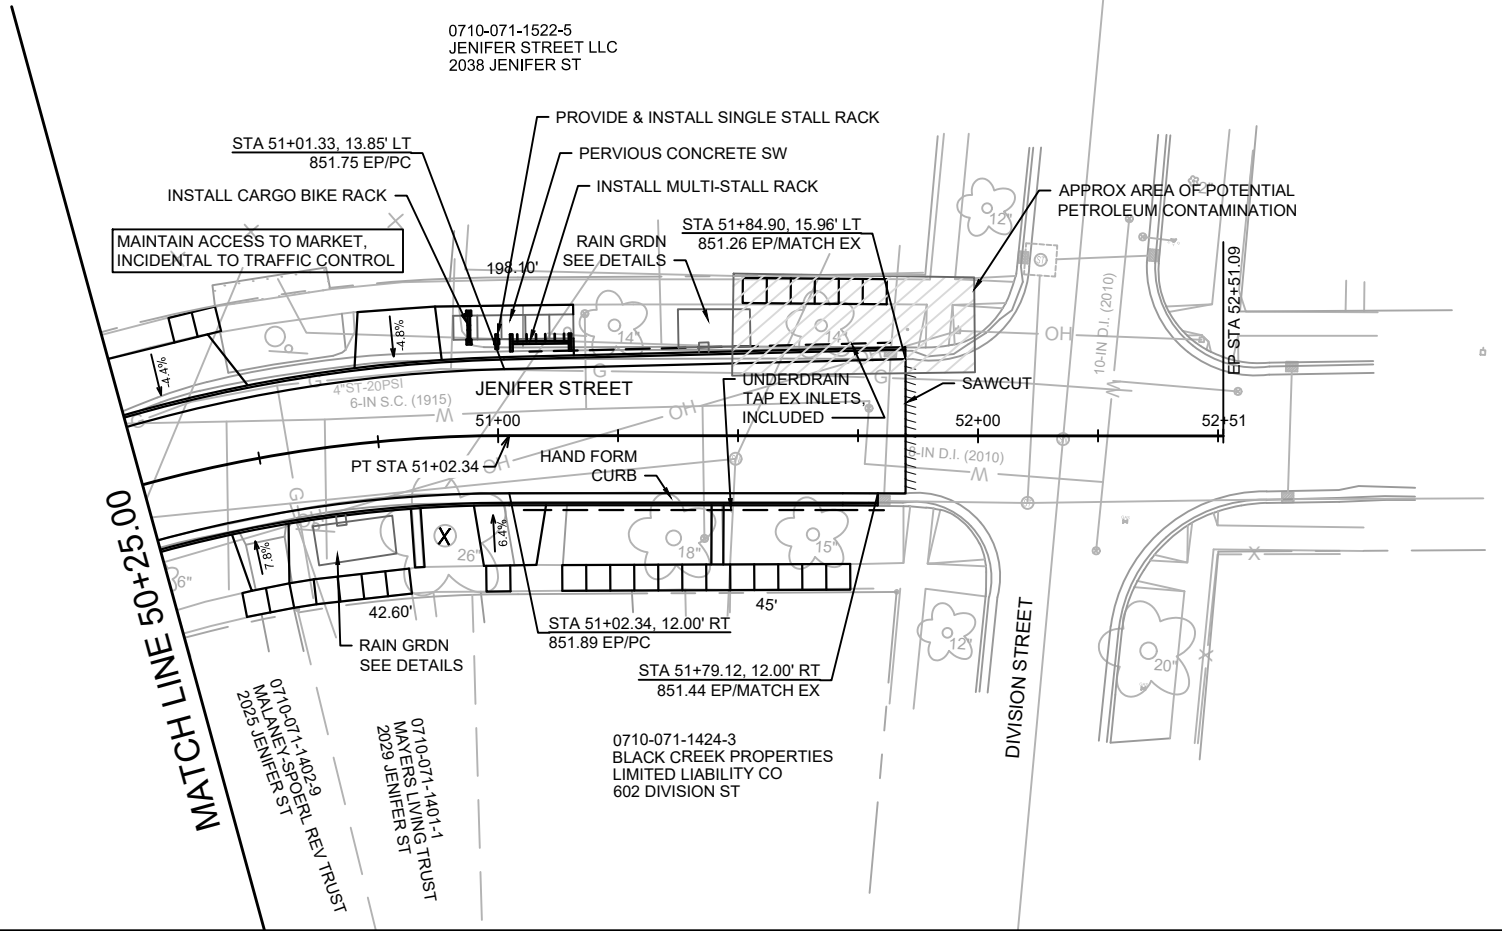 0710-071-1522-5
JENIFER STREET LLC
2038 JENIFER ST
PROVIDE & INSTALL SINGLE STALL RACK
STA 51+01.33, 13.85' LT
851.75 EP/PC
PERVIOUS CONCRETE SW
INSTALL CARGO BIKE RACK
INSTALL MULTI-STALL RACK
APPROX AREA OF POTENTIAL
PETROLEUM CONTAMINATION
MAINTAIN ACCESS TO MARKET,
INCIDENTAL TO TRAFFIC CONTROL
STA 51+84.90, 15.96' LT
851.26 EP/MATCH EX
RAIN GRDN
SEE DETAILS
198.10'
12"
EP STA 52+51.09
10-IN D.I. (2010)
OH
14"
14"
-4.8%
-4.4%
4"ST-20PSI
6-IN S.C. (1915)
W
JENIFER STREET
G
G
OH
UNDERDRAIN
TAP EX INLETS,
INCLUDED
SAWCUT
W
51+00
52+00
52+51
PT STA 51+02.34
OH
HAND FORM
CURB
-IN D.I. (2010)
W
G
MATCH LINE 50+25.00
7.8%
6"
26"
X
6.4%
18"
15"
42.60'
45'
RAIN GRDN
SEE DETAILS
STA 51+02.34, 12.00' RT
851.89 EP/PC
STA 51+79.12, 12.00' RT
851.44 EP/MATCH EX
12"
20"
DIVISION STREET
0710-071-1402-9
MALANEY-SPOERL REV TRUST
2025 JENIFER ST
0710-071-1401-1
MAYERS LIVING TRUST
2029 JENIFER ST
0710-071-1424-3
BLACK CREEK PROPERTIES
LIMITED LIABILITY CO
602 DIVISION ST